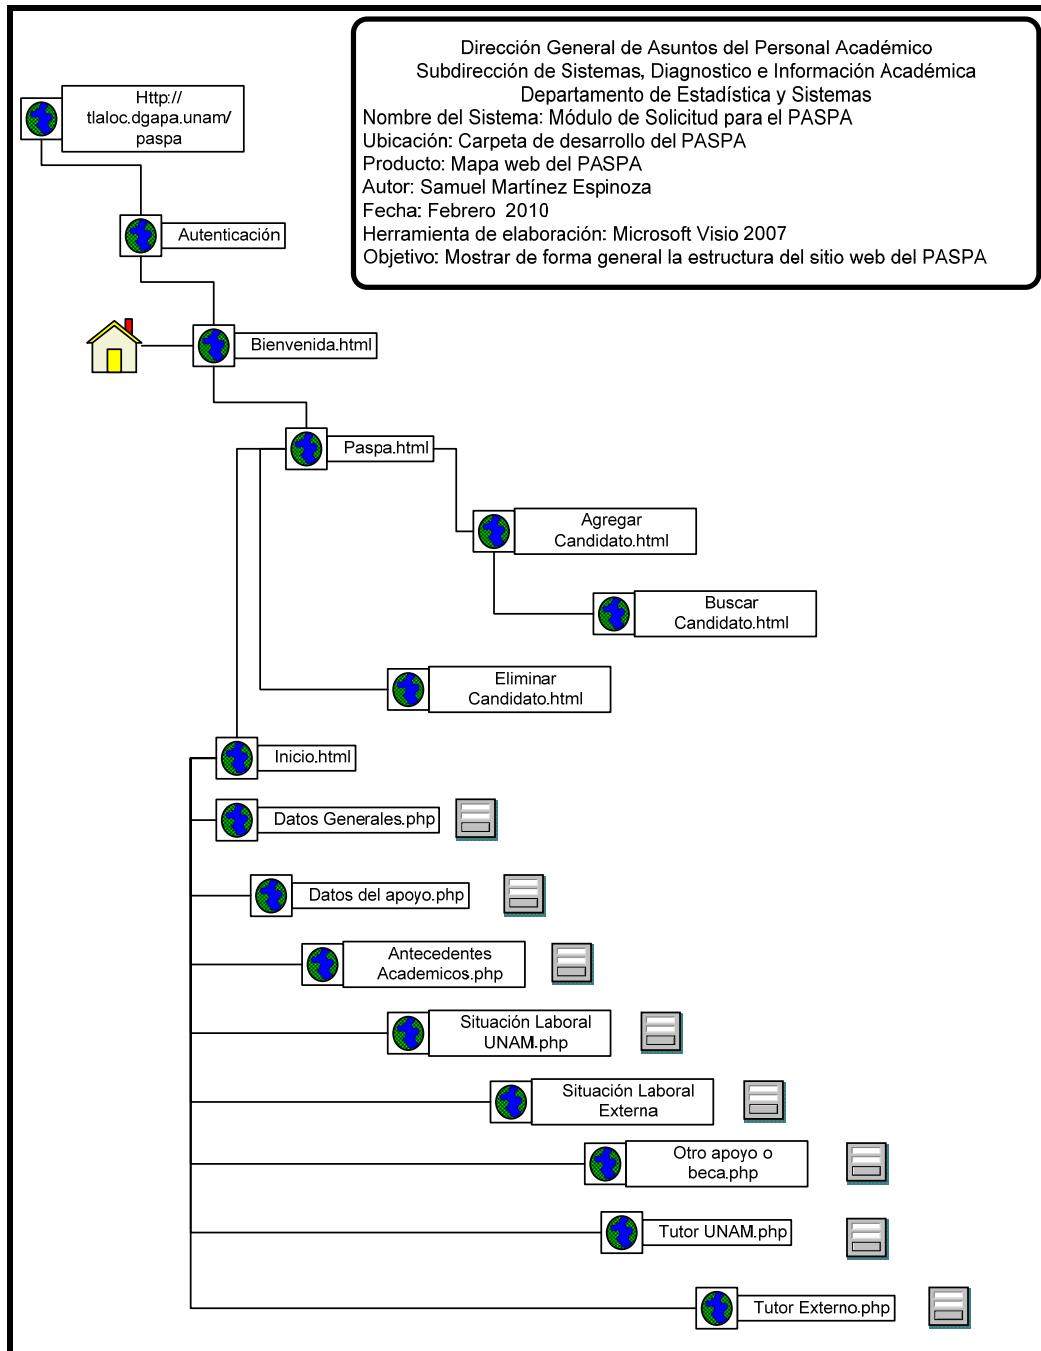 Dirección General de Asuntos del Personal Académico
Subdirección de Sistemas, Diagnostico e Información Académica
Departamento de Estadística y Sistemas
Nombre del Sistema: Módulo de Solicitud para el PASPA
Ubicación: Carpeta de desarrollo del PASPA
Producto: Mapa web del PASPA
Autor: Samuel Martínez Espinoza
Fecha: Febrero 2010
Herramienta de elaboración: Microsoft Visio 2007
Objetivo: Mostrar de forma general la estructura del sitio web del PASPA
Http://
tlaloc.dgapa.unam/
paspa
Autenticación
Bienvenida.html
Paspa.html
Agregar
Candidato.html
Buscar
Candidato.html
Eliminar
Candidato.html
Inicio.html
Datos Generales.php
Datos del apoyo.php
Antecedentes
Academicos.php
Situación Laboral
UNAM.php
Situación Laboral
Externa
Otro apoyo o
beca.php
Tutor UNAM.php
Tutor Externo.php